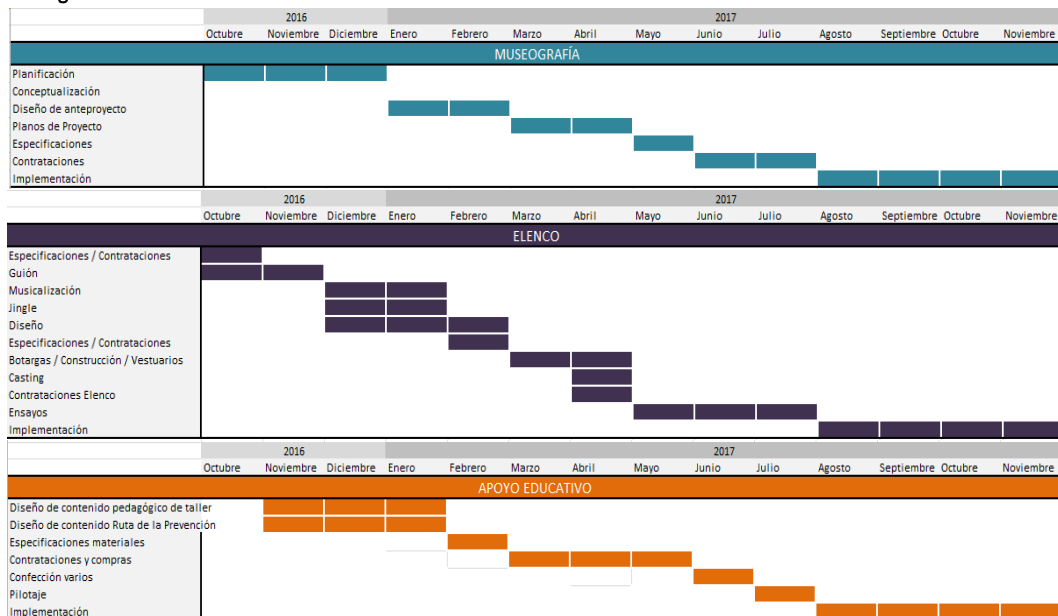 2016 2017
Octubre Noviembre Diciembre Enero Febrero Marzo Abril Mayo Junio Julio Agosto Septiembre Octubre Noviembre
MUSEOGRAFÍA
Planificación
Conceptualización
Diseño de anteproyecto
Planos de Proyecto
Especificaciones
Contrataciones
Implementación
2016 2017
Octubre Noviembre Diciembre Enero Febrero Marzo Abril Mayo Junio Julio Agosto Septiembre Octubre Noviembre
ELENCO
Especificaciones / Contrataciones
Guión
Musicalización
Jingle
Diseño
Especificaciones / Contrataciones
Botargas / Construcción / Vestuarios
Casting
Contrataciones Elenco
Ensayos
Implementación
2016 2017
Octubre Noviembre Diciembre Enero Febrero Marzo Abril Mayo Junio Julio Agosto Septiembre Octubre Noviembre
APOYO EDUCATIVO
Diseño de contenido pedagógico de taller
Diseño de contenido Ruta de la Prevención
Especificaciones materiales
Contrataciones y compras
Confección varios
Pilotaje
Implementación